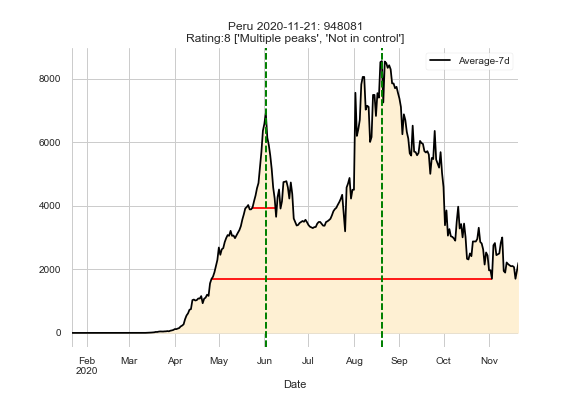 Peru 2020-11-21: 948081
Rating:8 ['Multiple peaks', 'Not in control']
Average-7d
8000
6000
4000
2000
0
Feb Mar Apr May Jun Jul Aug Sep Oct Nov
2020
Date